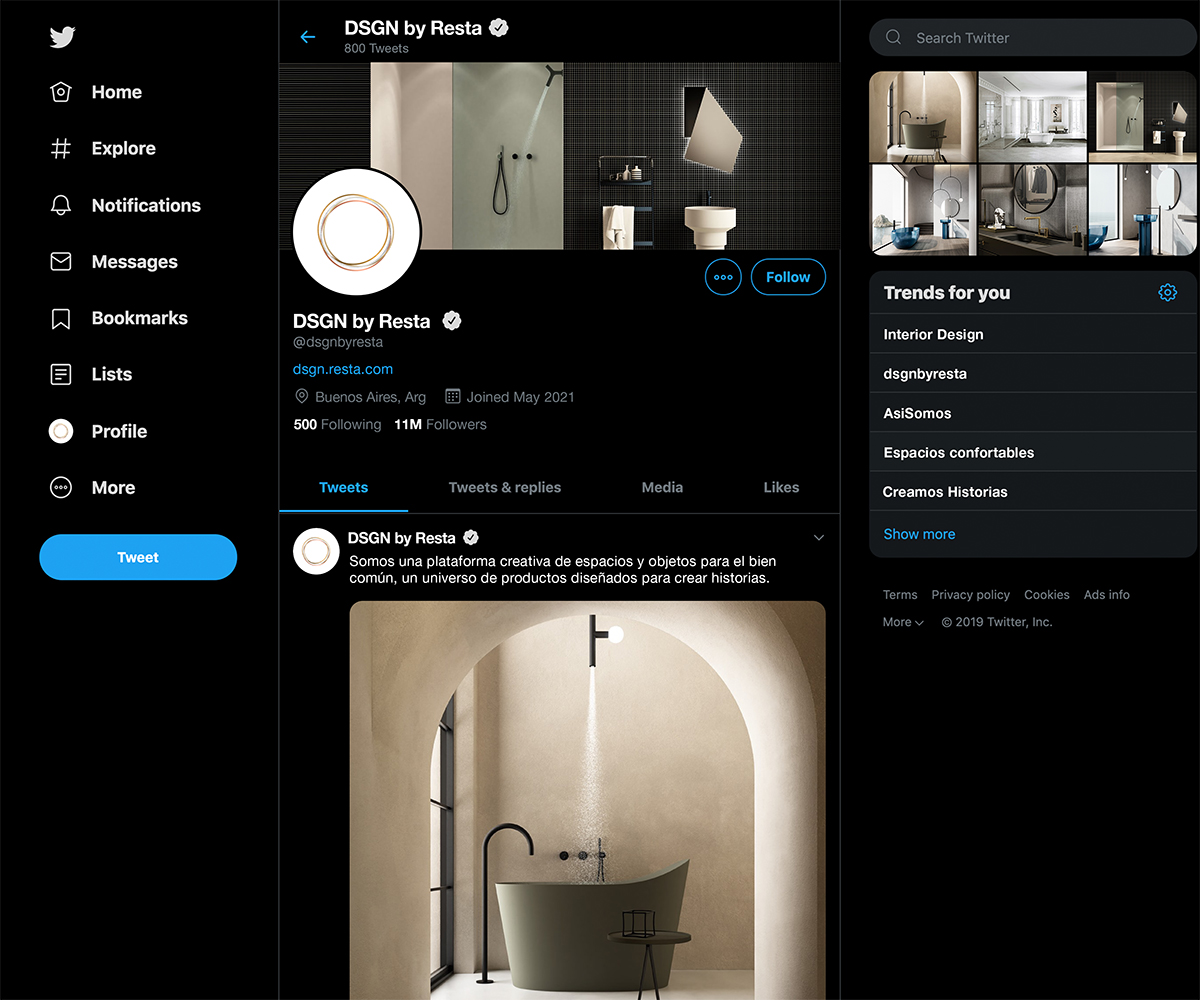 Home
Explore
Notifications
Messages
Bookmarks
Lists
Profile
More
Tweet
DSGN by Resta
800 Tweets
Follow
DSGN by Resta
@dsgnbyresta
dsgn.resta.com
Buenos Aires, Arg Joined May 2021
500 Following 11M Followers
Tweets Tweets & replies Media Likes
DSGN by Resta
Somos una plataforma creativa de espacios y objetos para el bien
común, un universo de productos diseñados para crear historias.
Search Twitter
Trends for you
Interior Design
dsgnbyresta
AsiSomos
Espacios confortables
Creamos Historias
Show more
Terms Privacy policy Cookies Ads info
More © 2019 Twitter, Inc.